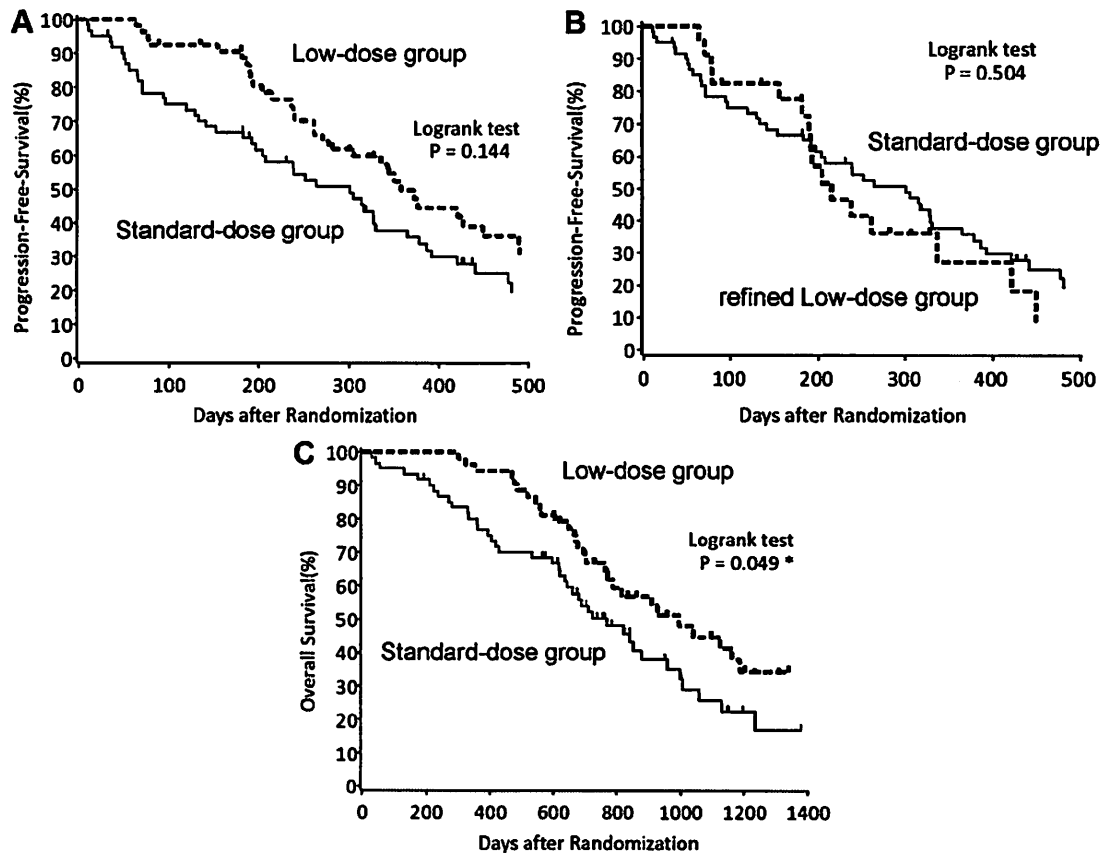 A
Progression-Free-Survival(%)
100
90
80
70
60
50
40
30
20
10
0
Low-dose group
Logrank test
P = 0.144
Standard-dose group
0 100 200 300 400 500
Days after Randomization
B
Progression-Free-Survival(%)
100
90
80
70
60
50
40
30
20
10
0
Logrank test
P = 0.504
Standard-dose group
refined Low-dose group
0 100 200 300 400 500
Days after Randomization
C
Overall Survival(%)
100
90
80
70
60
50
40
30
20
10
0
Low-dose group
Logrank test
P = 0.049 *
Standard-dose group
0 200 400 600 800 1000 1200 1400
Days after Randomization